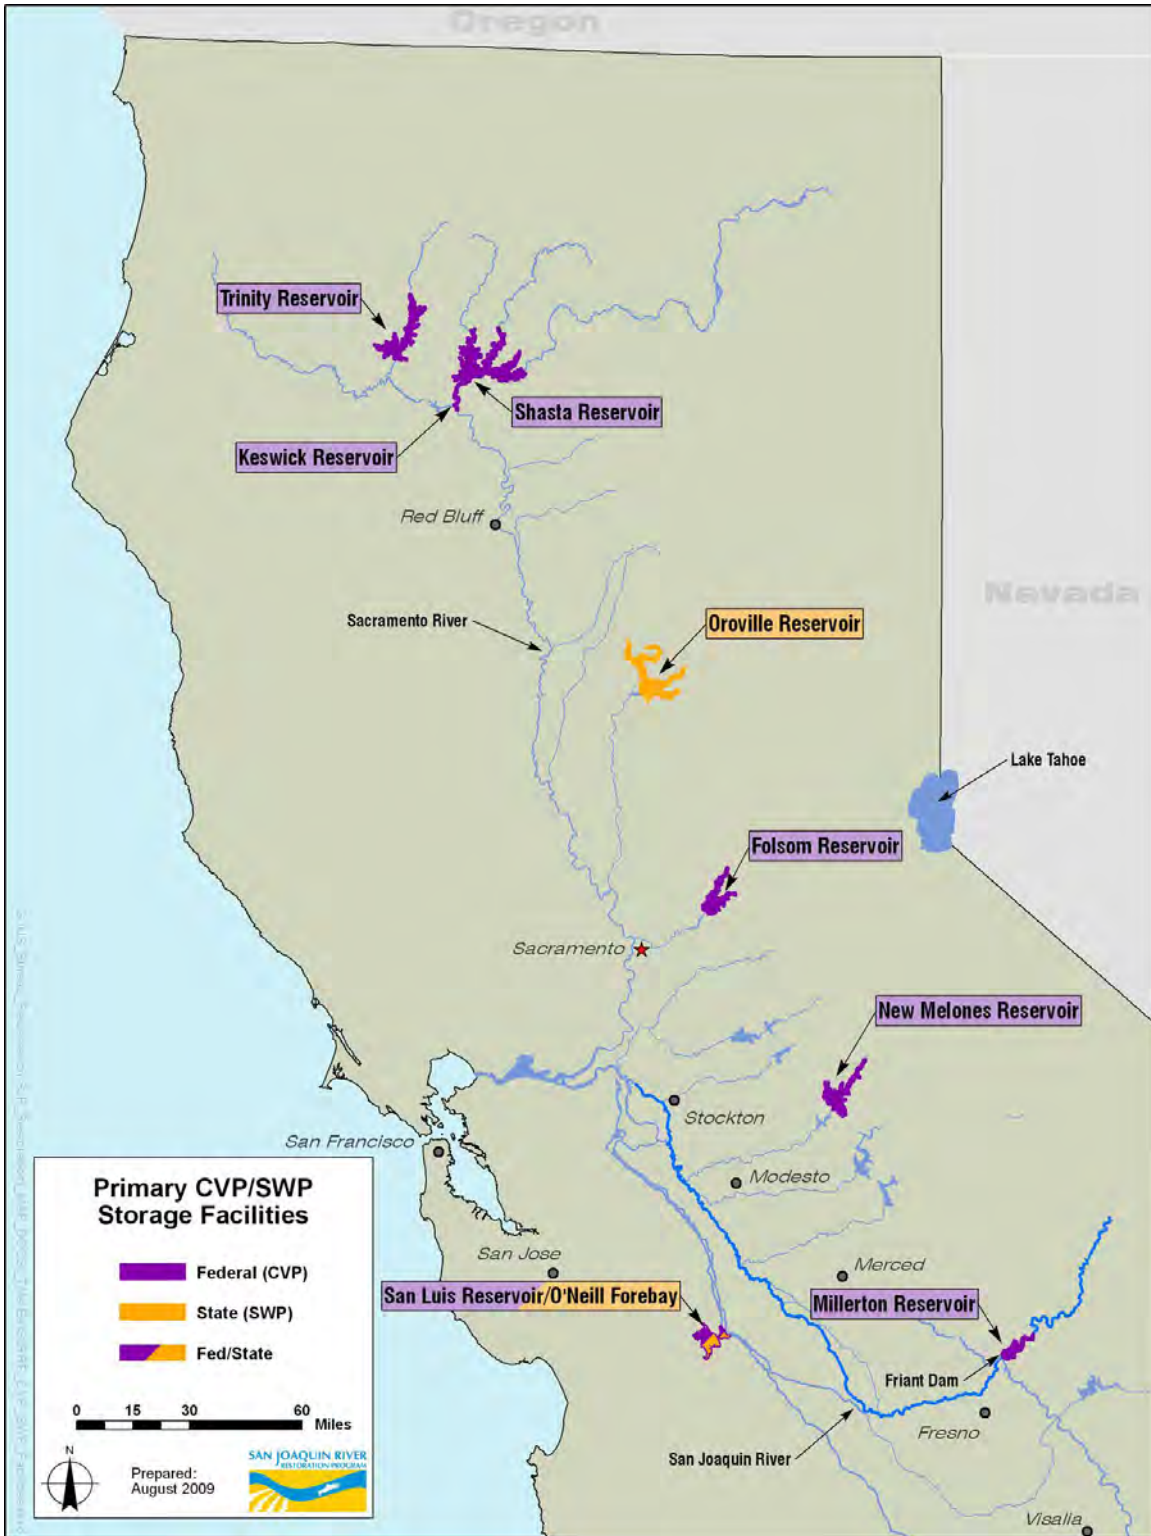 Oregon
Trinity Reservoir
Shasta Reservoir
Keswick Reservoir
Red Bluff
Nevada
Sacramento River
Oroville Reservoir
Lake Tahoe
Folsom Reservoir
Sacramento
New Melones Reservoir
Stockton
San Francisco
Modesto
San Jose
Merced
San Luis Reservoir/O'Neill Forebay
Millerton Reservoir
Friant Dam
Fresno
San Joaquin River
Visalia
Primary CVP/SWP
Storage Facilities
Federal (CVP)
State (SWP)
Fed/State
0 15 30 60 Miles
N
Prepared:
August 2009
SAN JOAQUIN RIVER
RESTORATION PROGRAM